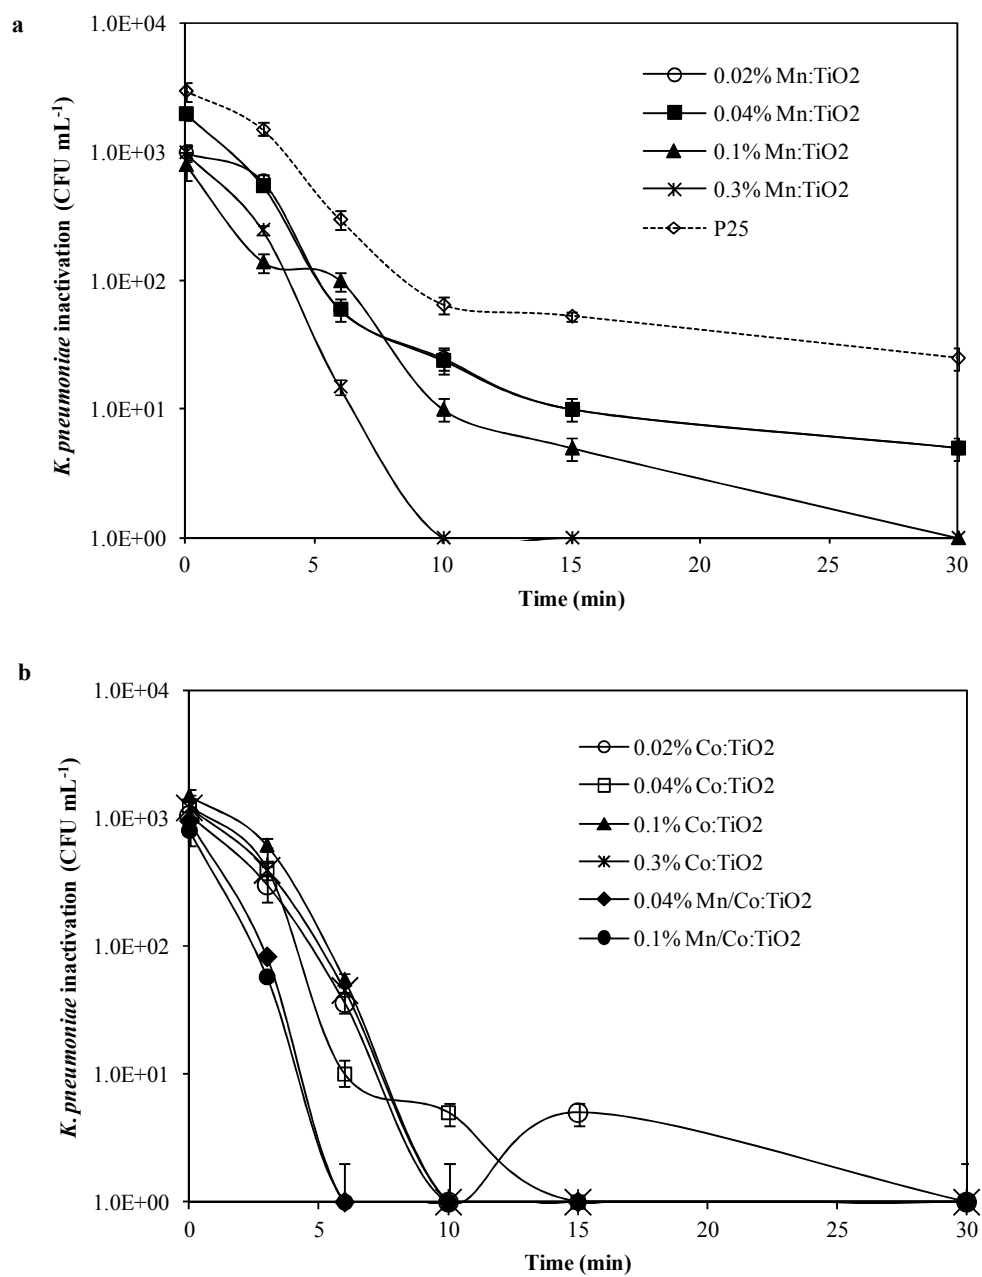 a
1.0E+04
1.0E+03
1.0E+02
1.0E+01
1.0E+00
K. pneumoniae inactivation (CFU mL-1)
0.02% Mn:TiO2
0.04% Mn:TiO2
0.1% Mn:TiO2
0.3% Mn:TiO2
P25
0 5 10 15 20 25 30
Time (min)
b
1.0E+04
1.0E+03
1.0E+02
1.0E+01
1.0E+00
K. pneumoniae inactivation (CFU mL-1)
0.02% Co:TiO2
0.04% Co:TiO2
0.1% Co:TiO2
0.3% Co:TiO2
0.04% Mn/Co:TiO2
0.1% Mn/Co:TiO2
0 5 10 15 20 25 30
Time (min)